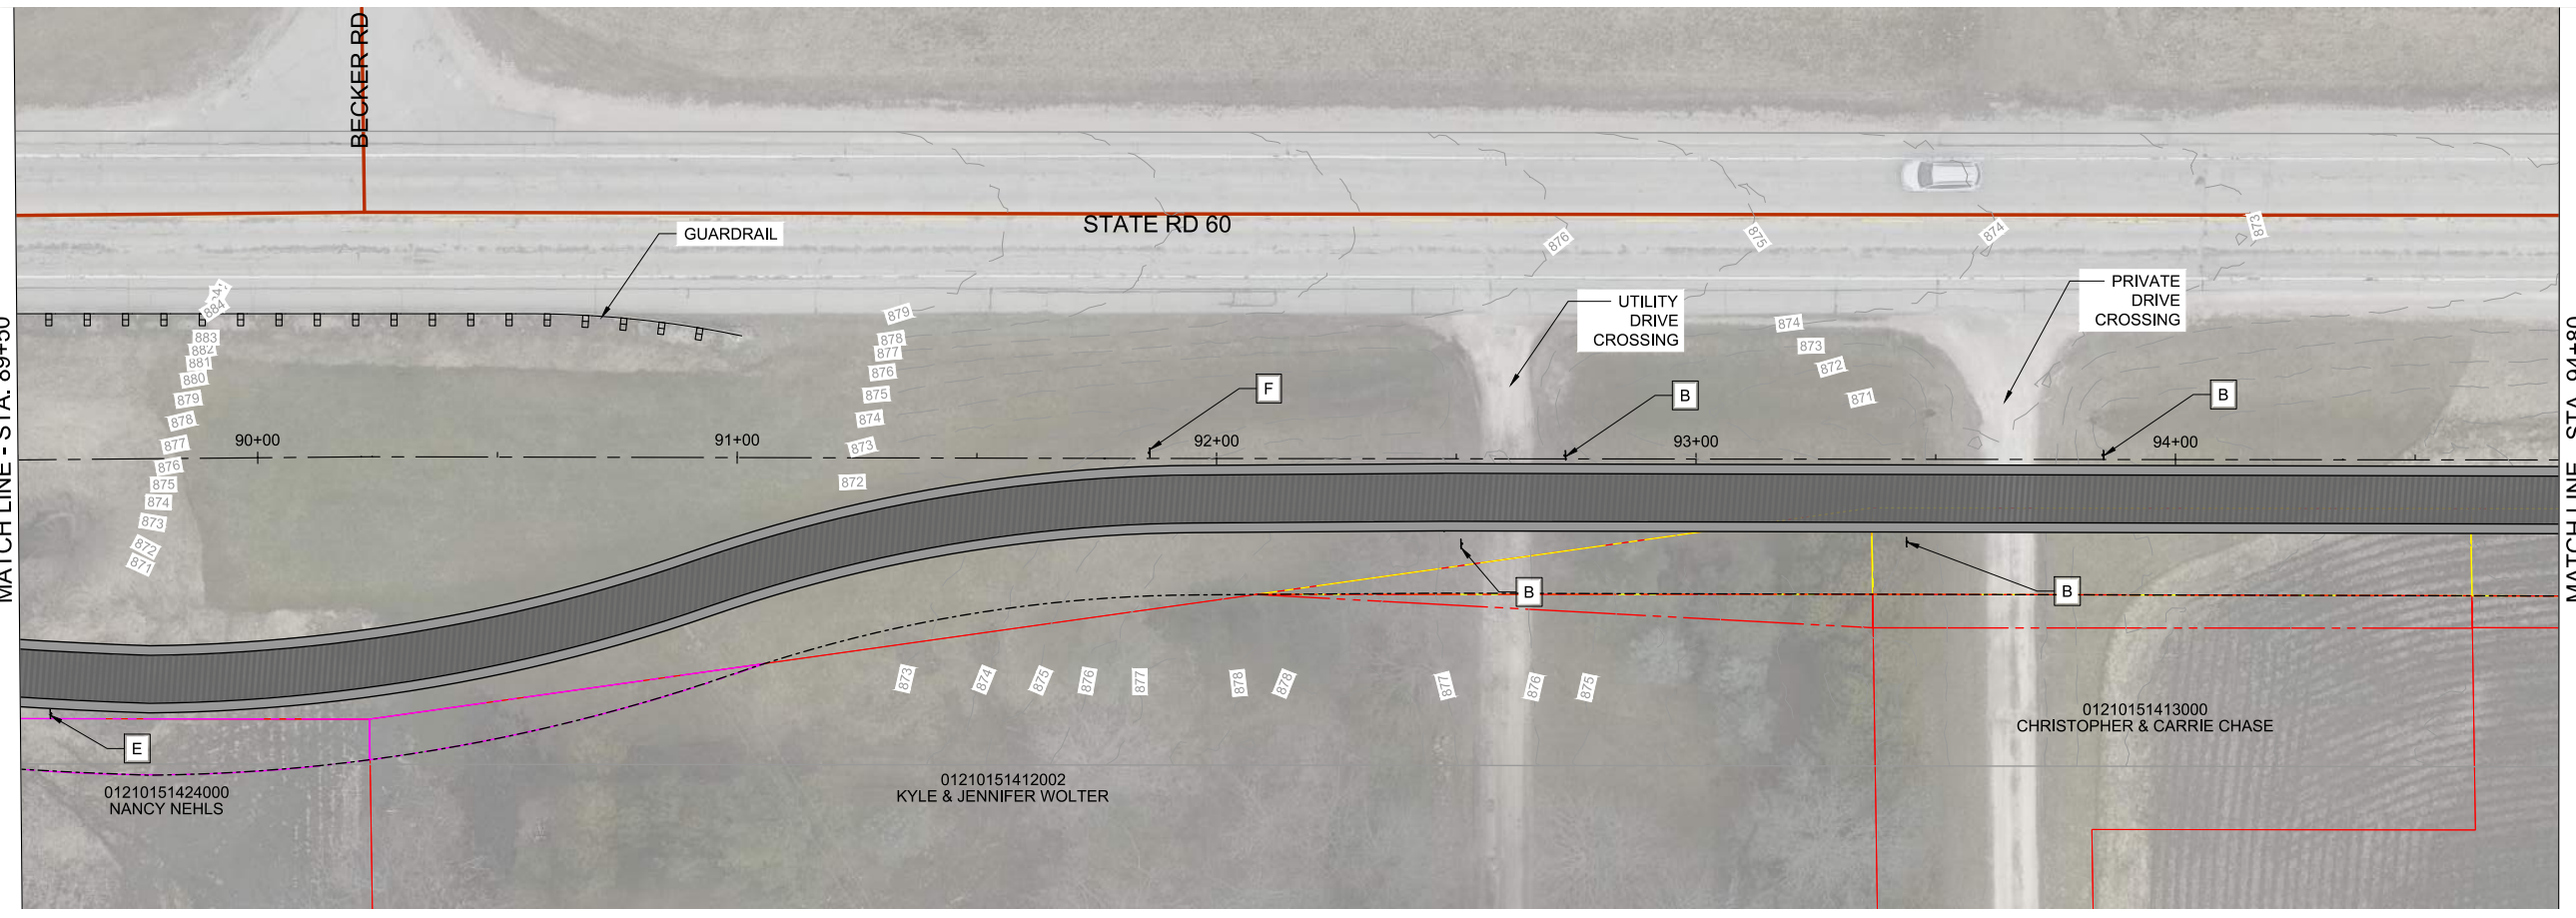 BECKER RD
STATE RD 60
GUARDRAIL
UTILITY
DRIVE
CROSSING
PRIVATE
DRIVE
CROSSING
MATCH LINE - STA. 89+50
MATCH LINE - STA. 94+80
884
883
882
881
880
879
878
877
876
875
874
873
872
871
879
878
877
876
875
874
873
872
876
875
874
873
874
873
872
871
F
B
B
90+00
91+00
92+00
93+00
94+00
B
B
E
873
874
875
876
877
878
878
877
876
875
01210151424000
NANCY NEHLS
01210151412002
KYLE & JENNIFER WOLTER
01210151413000
CHRISTOPHER & CARRIE CHASE